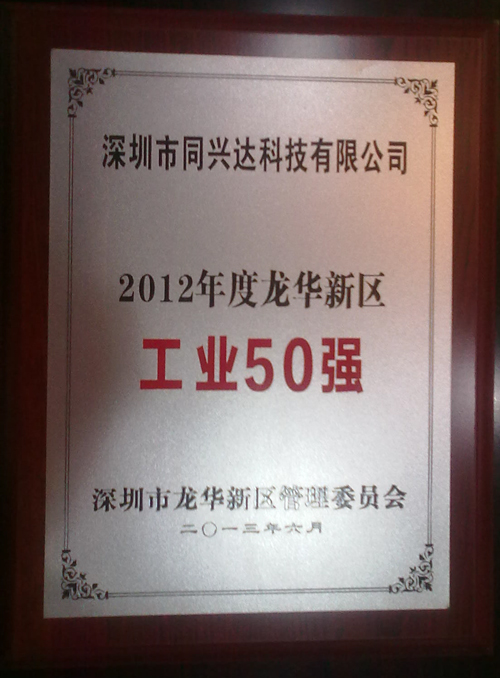 深圳市同兴达科技有限公司
2012年度龙华新区
工业50强
深圳市龙华新区管理委员会
二〇一三年六月